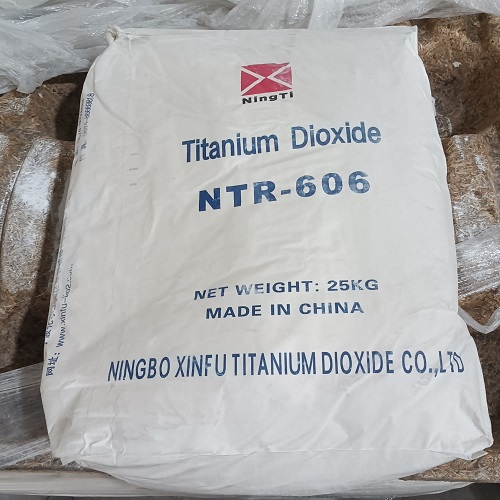 NingTi
Titanium Dioxide
NTR-606
NET WEIGHT: 25KG
MADE IN CHINA
NINGBO XINFU TITANIUM DIOXIDE CO.,LTD